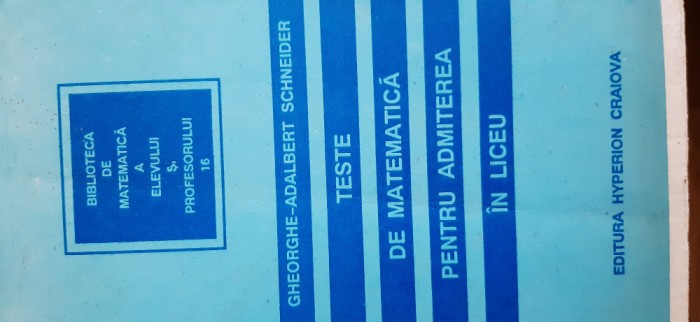 BIBLIOTECA
DE
MATEMATICĂ
A
ELEVULUI
ȘI
PROFESORULUI
16
GHEORGHE-ADALBERT SCHNEIDER
TESTE
DE MATEMATICĂ
PENTRU ADMITEREA
ÎN LICEU
EDITURA HYPERION CRAIOVA